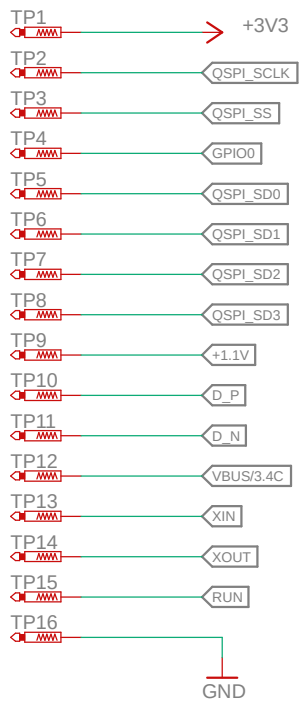 TP1 +3V3
TP2 QSPI_SCLK
TP3 QSPI_SS
TP4 GPIO0
TP5 QSPI_SD0
TP6 QSPI_SD1
TP7 QSPI_SD2
TP8 QSPI_SD3
TP9 +1.1V
TP10 D_P
TP11 D_N
TP12 VBUS/3.4C
TP13 XIN
TP14 XOUT
TP15 RUN
TP16
GND